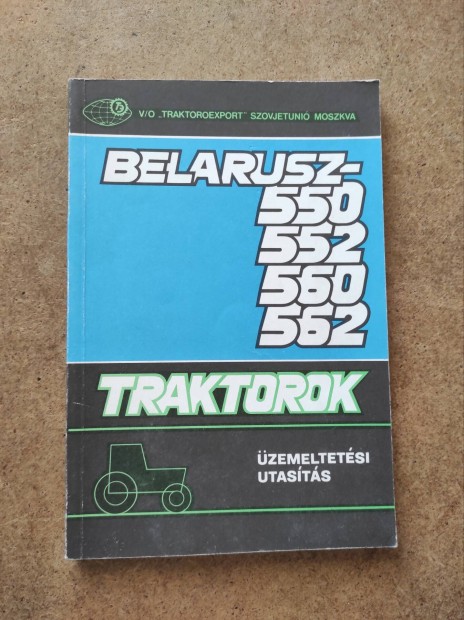 V/O „TRAKTOROEXPORT" SZOVJETUNIÓ MOSZKVA
BELARUSZ-
550
552
560
562
TRAKTOROK
ÜZEMELTETÉSI
UTASÍTÁS